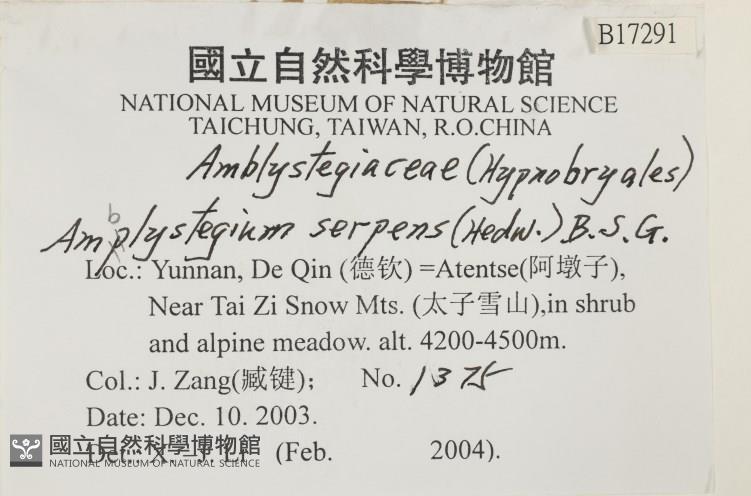 B17291
國立自然科學博物館
NATIONAL MUSEUM OF NATURAL SCIENCE
TAICHUNG, TAIWAN, R.O.CHINA
Amblystegiaceae (Hypnobryales)
b
Amplystegium serpens (Hedw.) B.S.G.
Loc.: Yunnan, De Qin (德钦) =Atentse(阿墩子),
Near Tai Zi Snow Mts. (太子雪山),in shrub
and alpine meadow. alt. 4200-4500m.
Col.: J. Zang(臧键); No. 1375
Date: Dec. 10. 2003.
Det.: X. -J. Li (Feb. 2004).
國立自然科學博物館
NATIONAL MUSEUM OF NATURAL SCIENCE